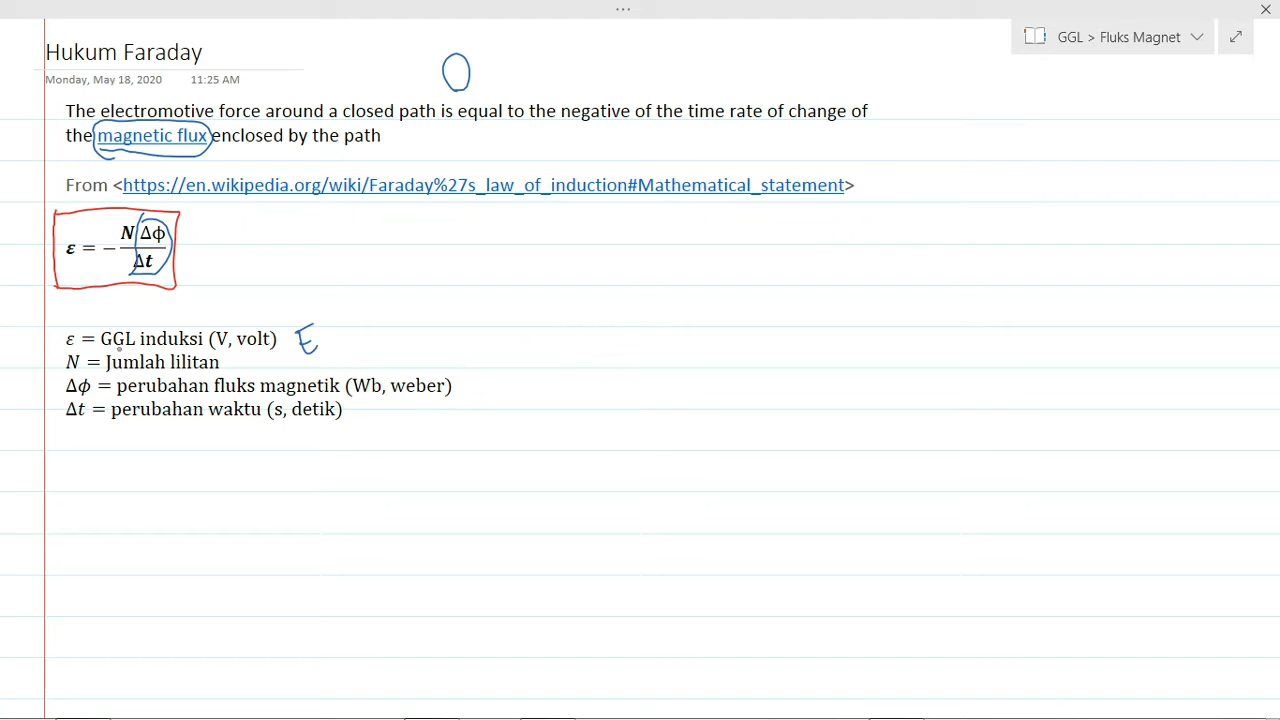 GGL > Fluks Magnet
Hukum Faraday
Monday, May 18, 2020 11:25 AM
The electromotive force around a closed path is equal to the negative of the time rate of change of
the magnetic flux enclosed by the path
From <https://en.wikipedia.org/wiki/Faraday%27s_law_of_induction#Mathematical_statement>
ε = − NΔϕ / Δt
ε = GGL induksi (V, volt) E
N = Jumlah lilitan
Δϕ = perubahan fluks magnetik (Wb, weber)
Δt = perubahan waktu (s, detik)